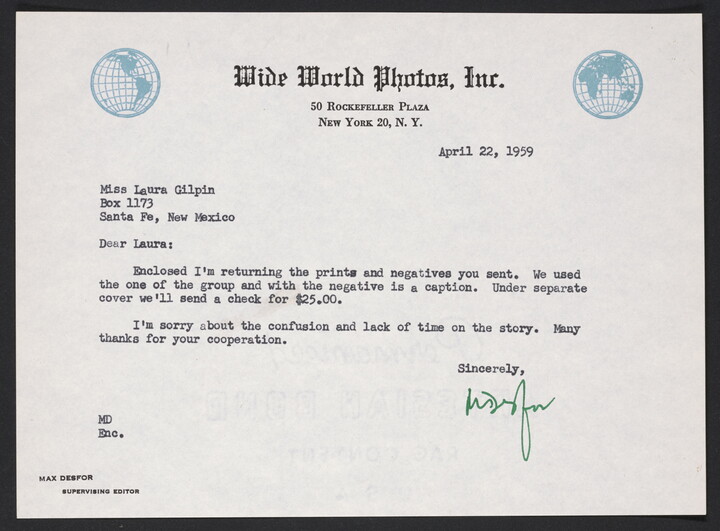 Wide World Photos, Inc.
50 Rockefeller Plaza
New York 20, N. Y.
April 22, 1959
Miss Laura Gilpin
Box 1173
Santa Fe, New Mexico
Dear Laura:
Enclosed I'm returning the prints and negatives you sent. We used
the one of the group and with the negative is a caption. Under separate
cover we'll send a check for $25.00.
I'm sorry about the confusion and lack of time on the story. Many
thanks for your cooperation.
Sincerely,
MDesfor
MD
Enc.
MAX DESFOR
SUPERVISING EDITOR